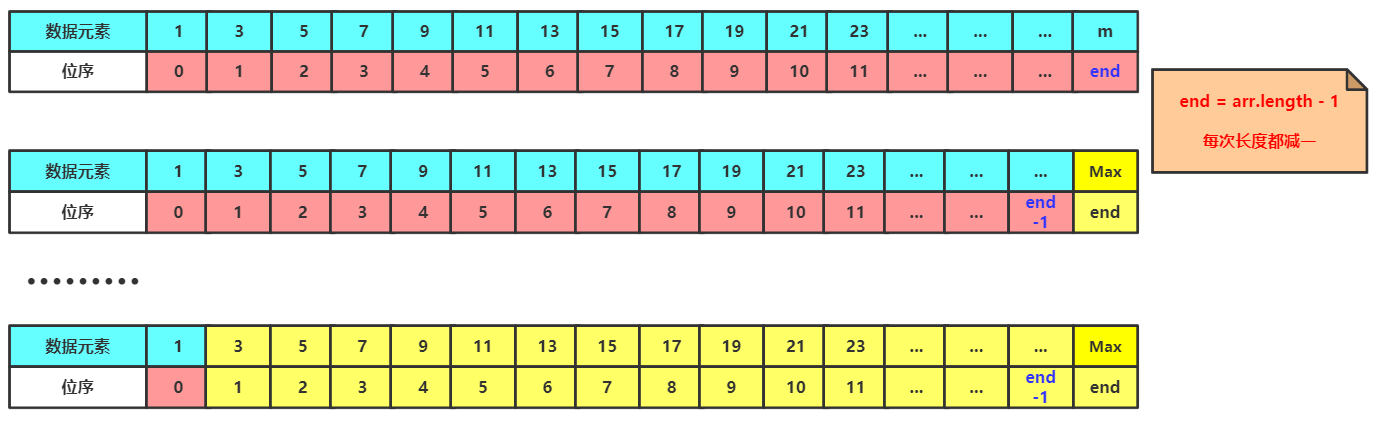 数据元素 1 3 5 7 9 11 13 15 17 19 21 23 ... ... ... m
位序 0 1 2 3 4 5 6 7 8 9 10 11 ... ... ... end
end = arr.length - 1
每次长度都减一
数据元素 1 3 5 7 9 11 13 15 17 19 21 23 ... ... ... Max
位序 0 1 2 3 4 5 6 7 8 9 10 11 ... ... end -1 end
•••••••••
数据元素 1 3 5 7 9 11 13 15 17 19 21 23 ... ... ... Max
位序 0 1 2 3 4 5 6 7 8 9 10 11 ... ... end -1 end